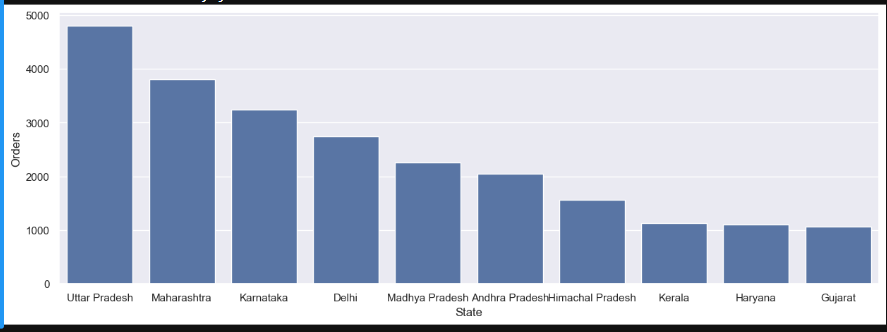 5000
4000
3000
2000
1000
0
Orders
Uttar Pradesh Maharashtra Karnataka Delhi Madhya Pradesh Andhra Pradesh Himachal Pradesh Kerala Haryana Gujarat
State